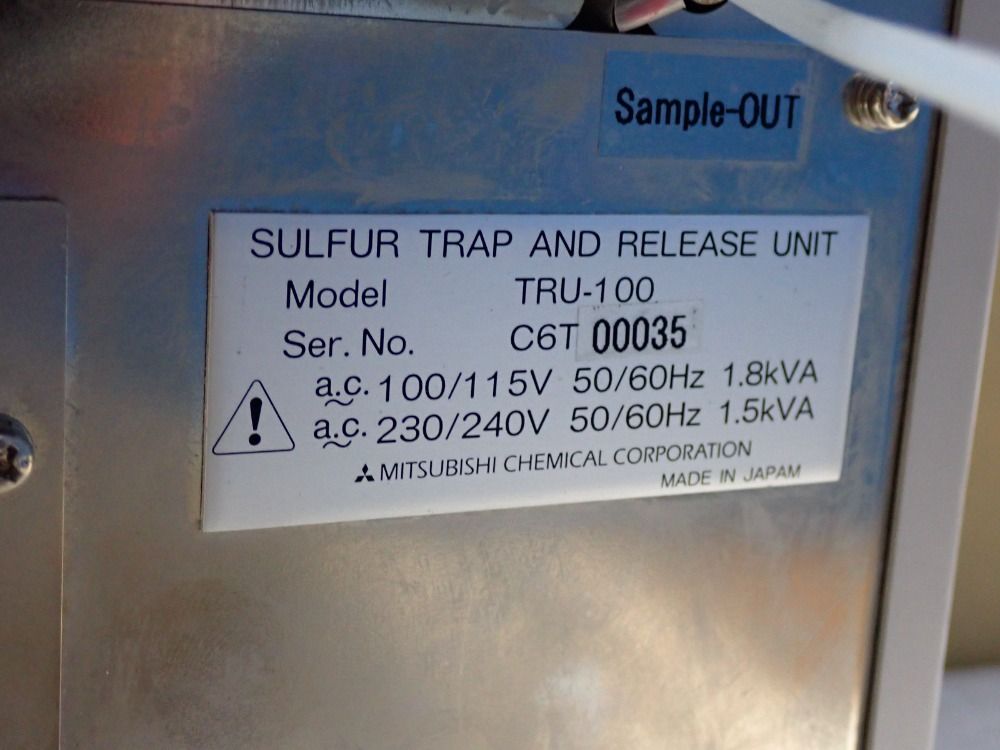 Sample-OUT
SULFUR TRAP AND RELEASE UNIT
Model TRU-100
Ser. No. C6T 00035
a.c. 100/115V 50/60Hz 1.8kVA
a.c. 230/240V 50/60Hz 1.5kVA
MITSUBISHI CHEMICAL CORPORATION
MADE IN JAPAM